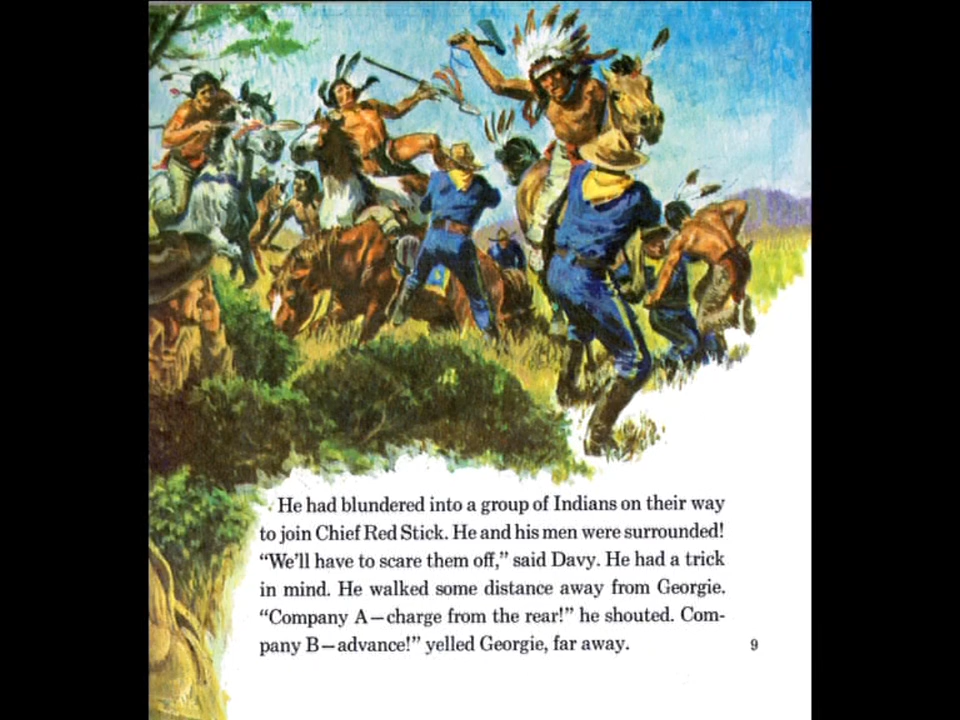 He had blundered into a group of Indians on their way
to join Chief Red Stick. He and his men were surrounded!
“We’ll have to scare them off,” said Davy. He had a trick
in mind. He walked some distance away from Georgie.
“Company A—charge from the rear!” he shouted. Com-
pany B—advance!” yelled Georgie, far away.
9